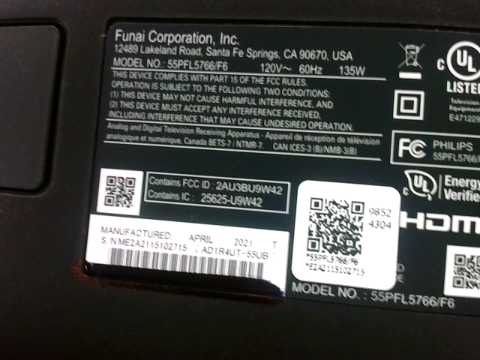 Funai Corporation, Inc.
12489 Lakeland Road, Santa Fe Springs, CA 90670, USA
MODEL NO.: 55PFL5766/F6 120V~ 60Hz 135W
THIS DEVICE COMPLIES WITH PART 15 OF THE FCC RULES.
OPERATION IS SUBJECT TO THE FOLLOWING TWO CONDITIONS:
(1) THIS DEVICE MAY NOT CAUSE HARMFUL INTERFERENCE, AND
(2) THIS DEVICE MUST ACCEPT ANY INTERFERENCE RECEIVED,
INCLUDING INTERFERENCE THAT MAY CAUSE UNDESIRED OPERATION.
Analog and Digital Television Receiving Apparatus - Appareil de réception de télévision
analogique et numérique, Canada BETS-7 / NTMR-7. CAN ICES-3 (B)/NMB-3(B)
c UL
LISTED
Television
E471229
FC PHILIPS
55PFL5766/F6
c UL Energy
Verified
HDMI
Contains FCC ID : 2AU3BU9W42
Contains IC : 25625-U9W42
MANUFACTURED: APRIL 2021 T
S. N ME2A2115102715 ( AD1R4UT-55UB )
9852
4304
*55PFL5766/F6
*E2A2115102715
MODEL NO. : 55PFL5766/F6